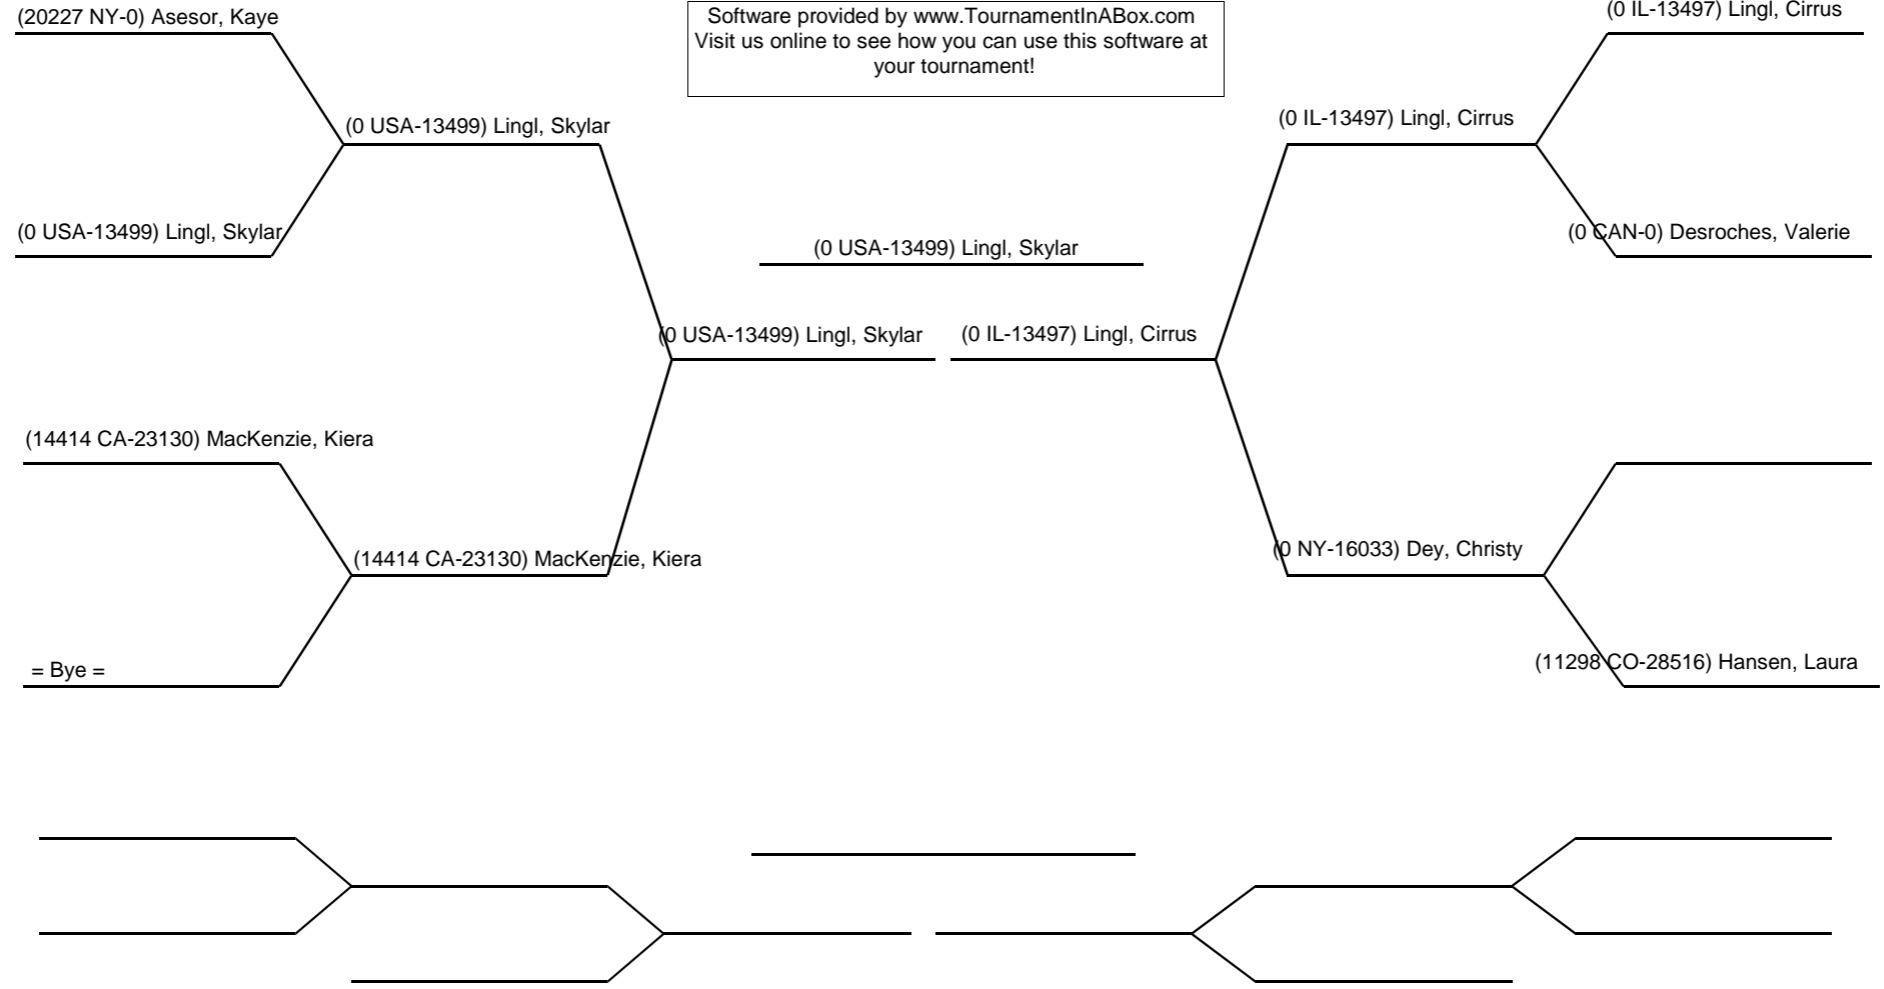 (20227 NY-0) Asesor, Kaye
Software provided by www.TournamentInABox.com
Visit us online to see how you can use this software at
your tournament!
(0 IL-13497) Lingl, Cirrus
(0 USA-13499) Lingl, Skylar
(0 IL-13497) Lingl, Cirrus
(0 USA-13499) Lingl, Skylar
(0 USA-13499) Lingl, Skylar
(0 CAN-0) Desroches, Valerie
(0 USA-13499) Lingl, Skylar
(0 IL-13497) Lingl, Cirrus
(14414 CA-23130) MacKenzie, Kiera
(14414 CA-23130) MacKenzie, Kiera
(0 NY-16033) Dey, Christy
= Bye =
(11298 CO-28516) Hansen, Laura